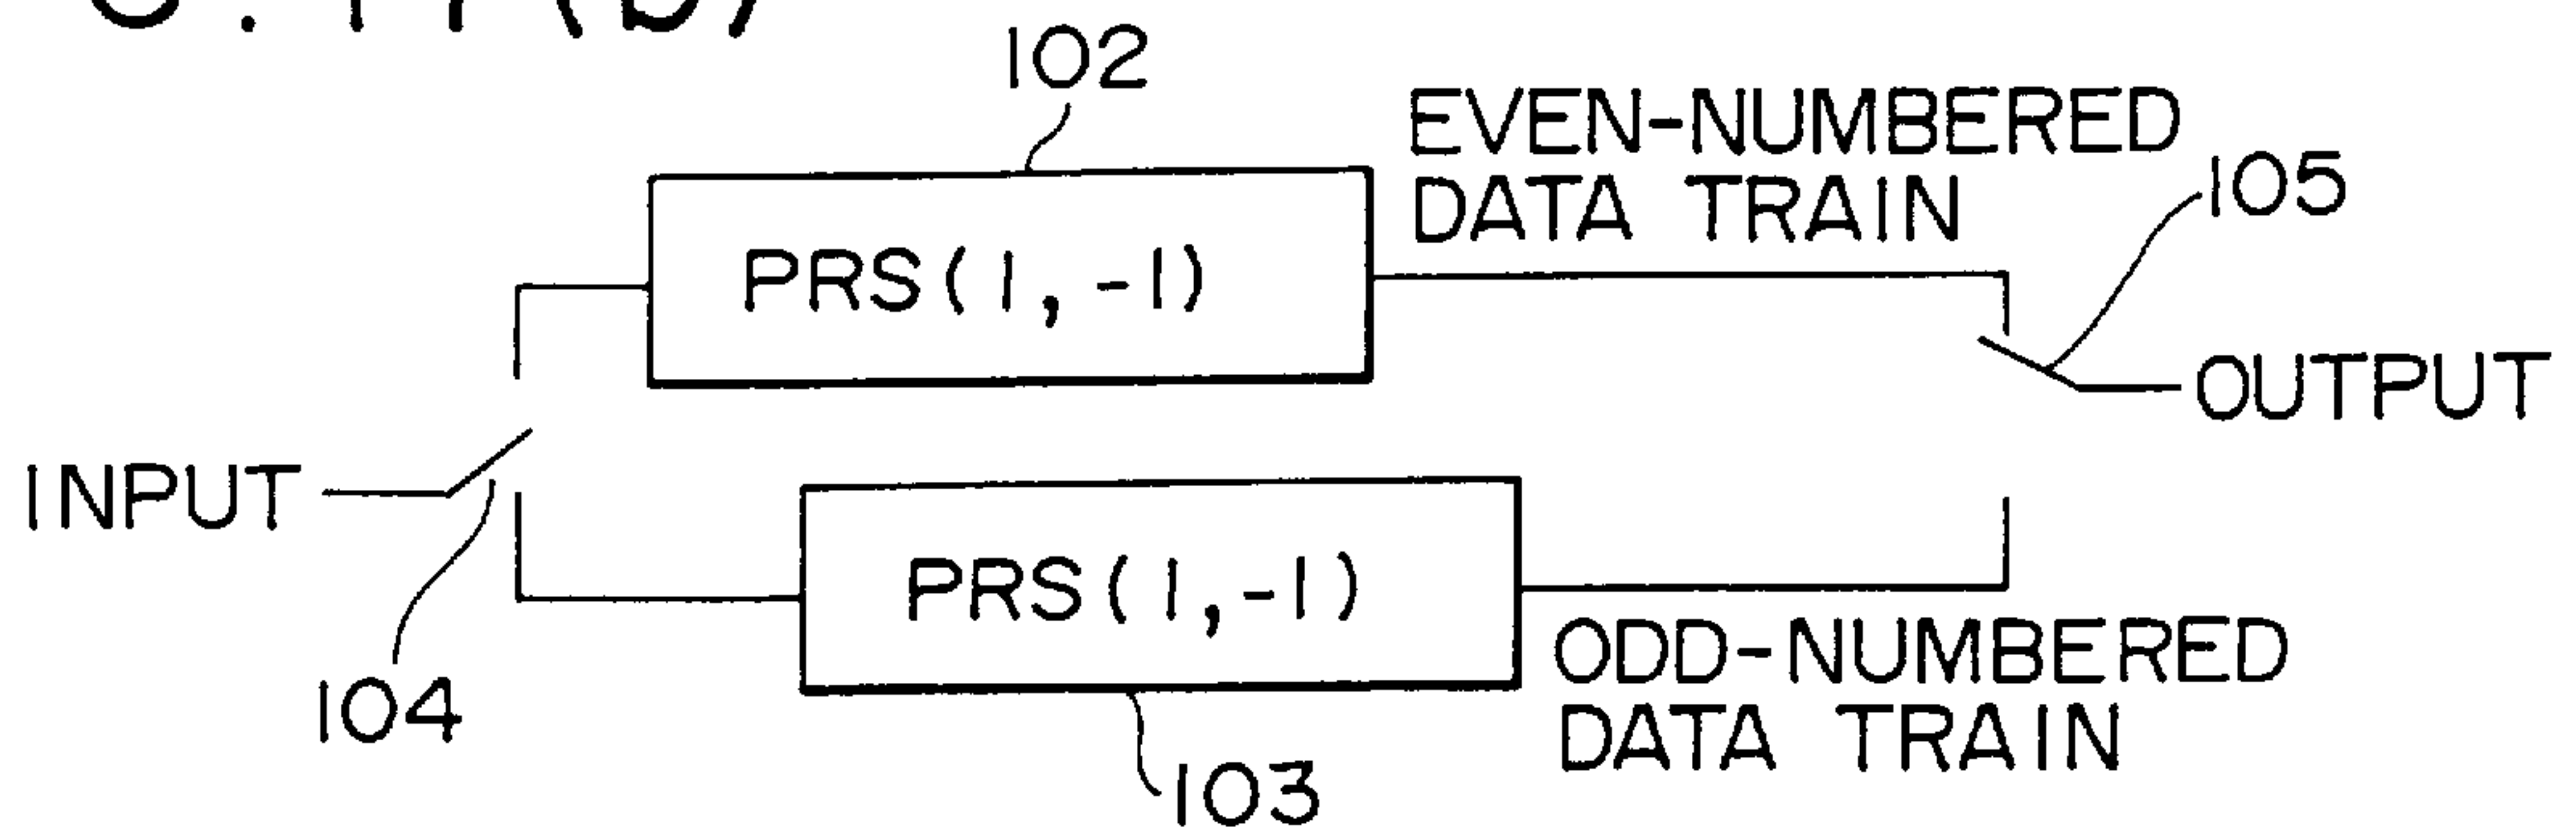 102
EVEN-NUMBERED
DATA TRAIN
105
PRS(1,-1)
OUTPUT
INPUT
PRS(1,-1)
ODD-NUMBERED
DATA TRAIN
104
103